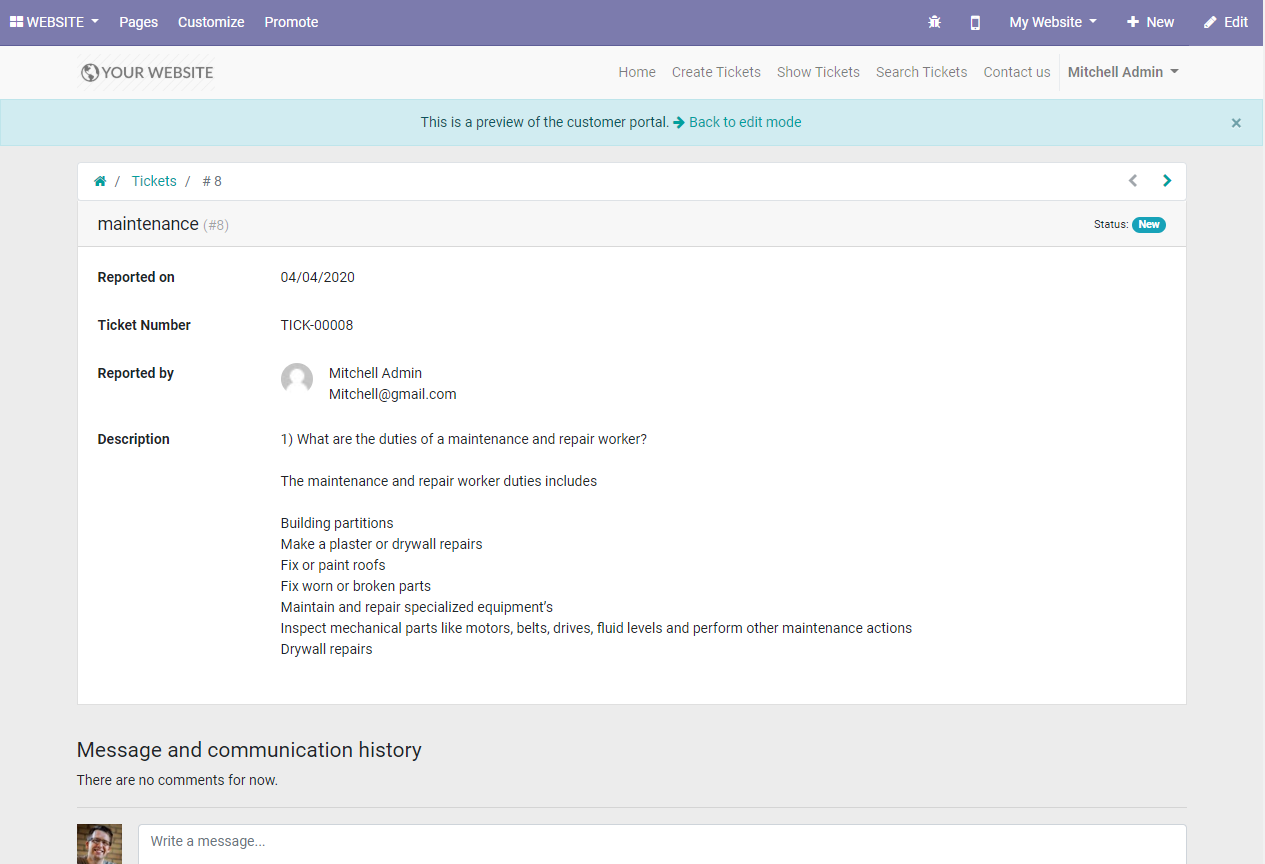 WEBSITE Pages Customize Promote My Website New Edit
YOUR WEBSITE Home Create Tickets Show Tickets Search Tickets Contact us Mitchell Admin
This is a preview of the customer portal. Back to edit mode ×
/ Tickets / # 8
maintenance (#8) Status: New
Reported on 04/04/2020
Ticket Number TICK-00008
Reported by Mitchell Admin
Mitchell@gmail.com
Description 1) What are the duties of a maintenance and repair worker?
The maintenance and repair worker duties includes
Building partitions
Make a plaster or drywall repairs
Fix or paint roofs
Fix worn or broken parts
Maintain and repair specialized equipment’s
Inspect mechanical parts like motors, belts, drives, fluid levels and perform other maintenance actions
Drywall repairs
Message and communication history
There are no comments for now.
Write a message...